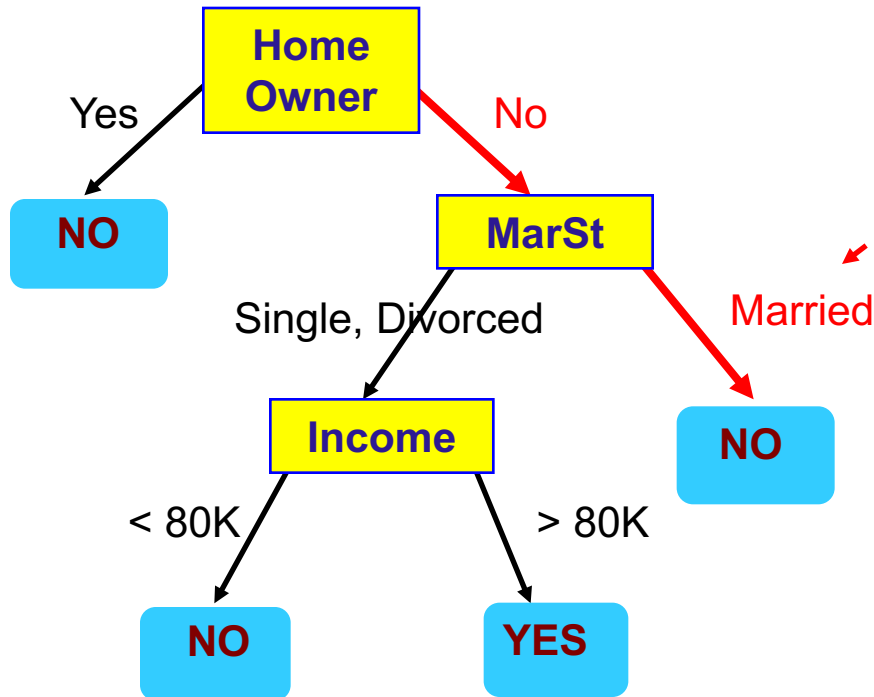 Home
Owner
Yes
No
NO
MarSt
Single, Divorced
Married
Income
NO
< 80K
> 80K
NO
YES